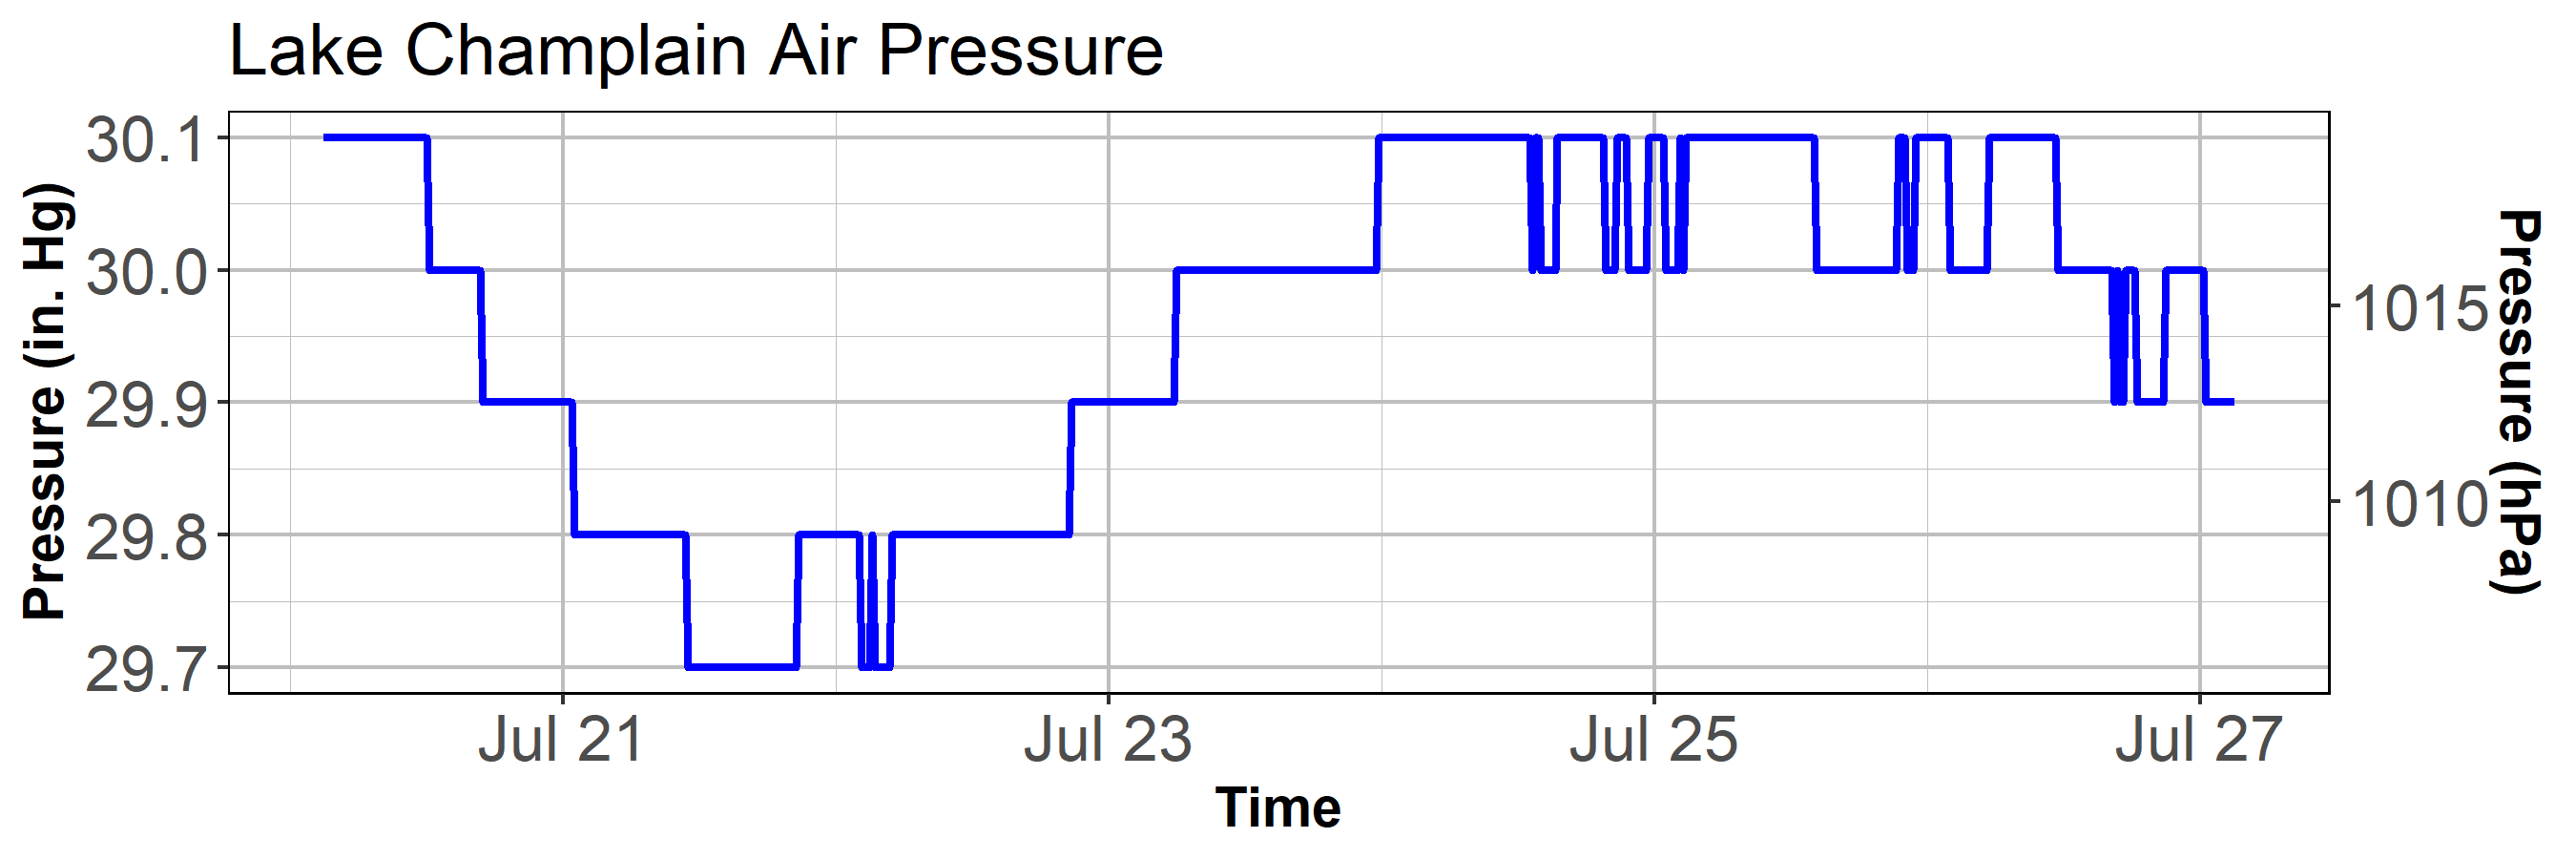 Lake Champlain Air Pressure
30.1
30.0
29.9
29.8
29.7
Pressure (in. Hg)
1015
1010
Pressure (hPa)
Jul 21 Jul 23 Jul 25 Jul 27
Time